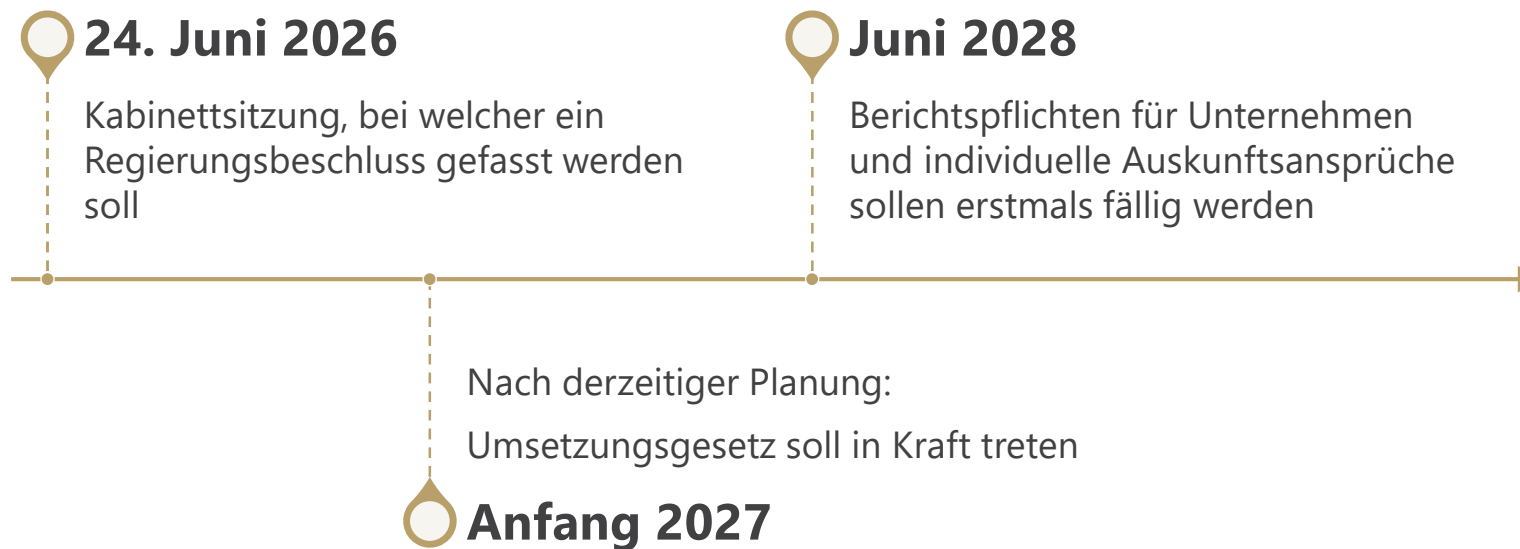 24. Juni 2026
Kabinettsitzung, bei welcher ein
Regierungsbeschluss gefasst werden
soll
Juni 2028
Berichtspflichten für Unternehmen
und individuelle Auskunftsansprüche
sollen erstmals fällig werden
Nach derzeitiger Planung:
Umsetzungsgesetz soll in Kraft treten
Anfang 2027